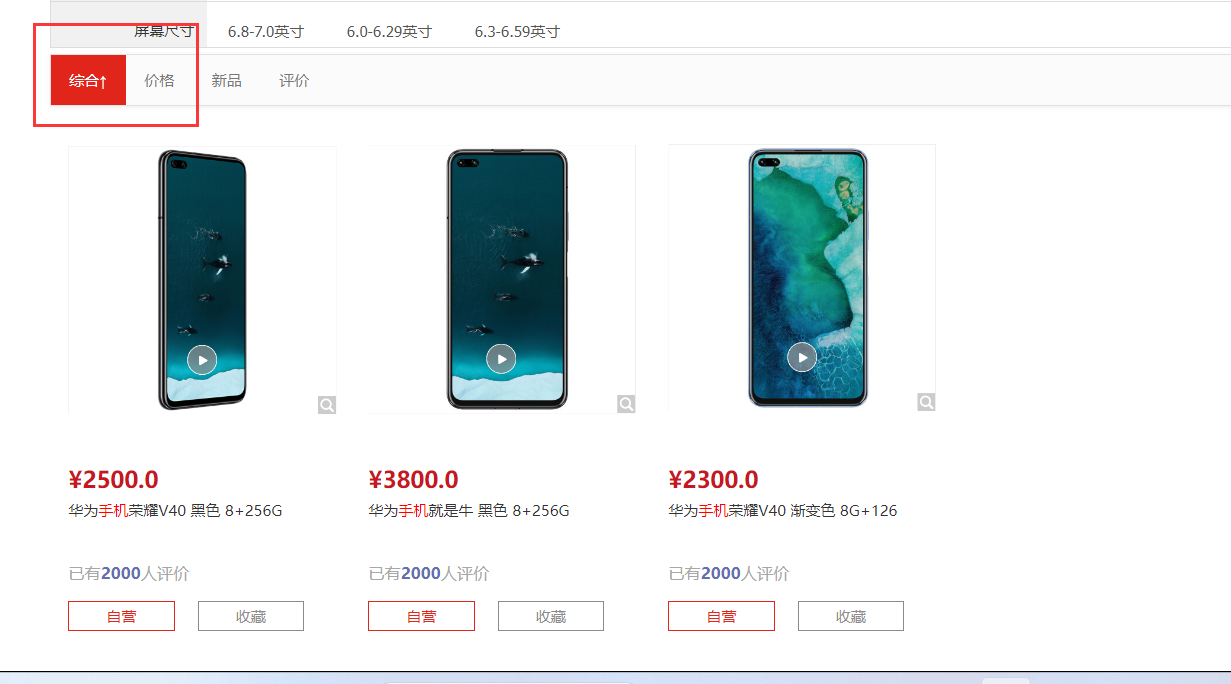 屏幕尺寸 6.8-7.0英寸 6.0-6.29英寸 6.3-6.59英寸
综合↑ 价格 新品 评价
¥2500.0 ¥3800.0 ¥2300.0
华为手机荣耀V40 黑色 8+256G 华为手机就是牛 黑色 8+256G 华为手机荣耀V40 渐变色 8G+126
已有2000人评价 已有2000人评价 已有2000人评价
自营 收藏 自营 收藏 自营 收藏